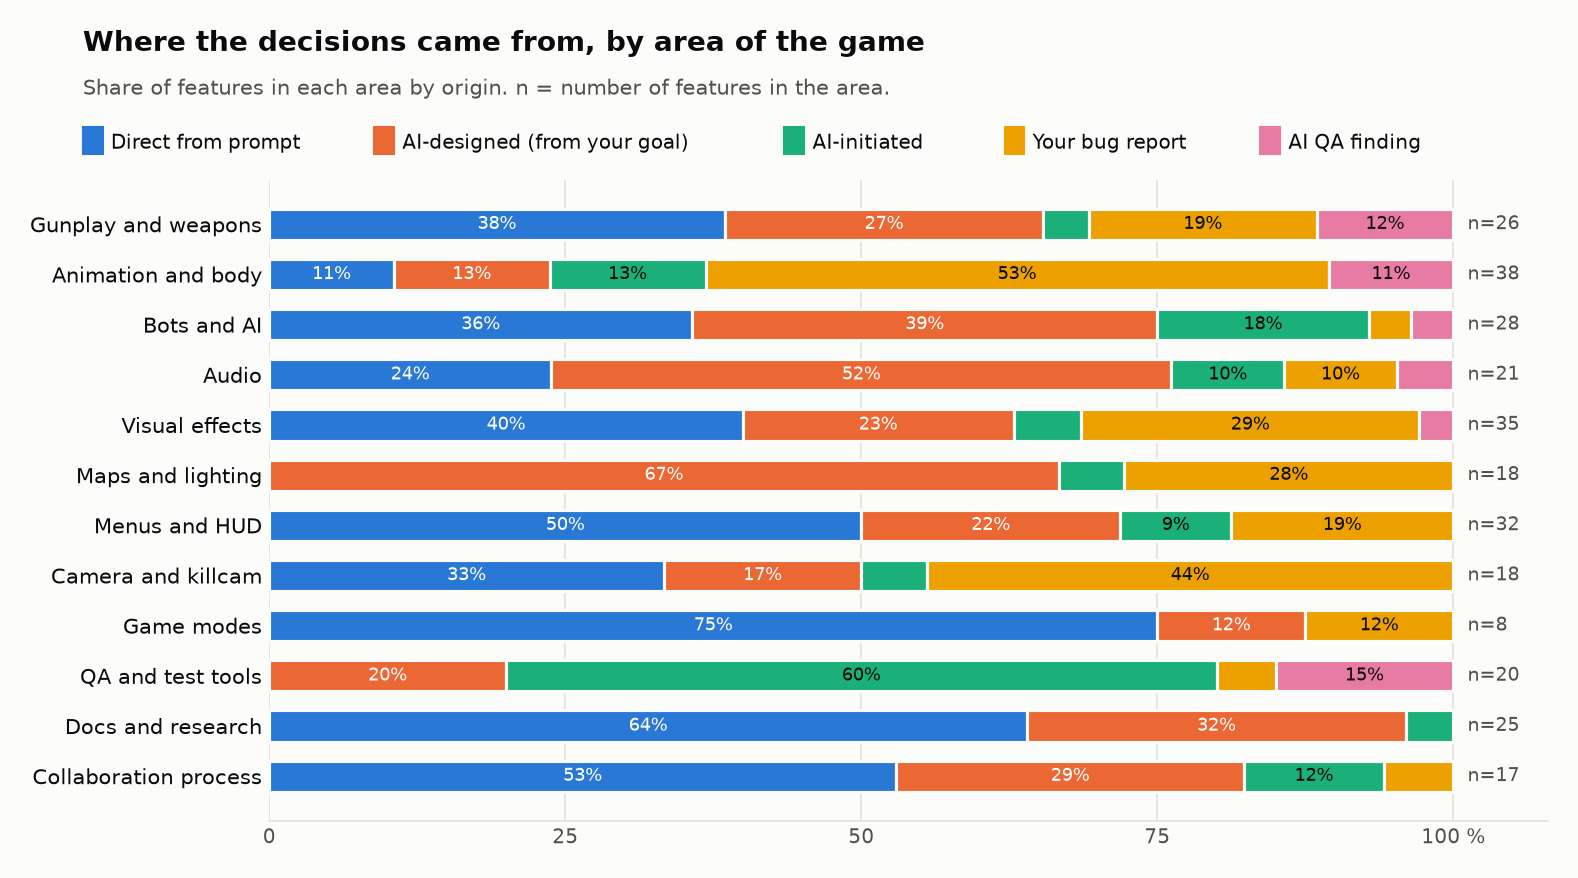 Where the decisions came from, by area of the game
Share of features in each area by origin. n = number of features in the area.
Direct from prompt AI-designed (from your goal) AI-initiated Your bug report AI QA finding
Gunplay and weapons 38% 27% 19% 12% n=26
Animation and body 11% 13% 13% 53% 11% n=38
Bots and AI 36% 39% 18% n=28
Audio 24% 52% 10% 10% n=21
Visual effects 40% 23% 29% n=35
Maps and lighting 67% 28% n=18
Menus and HUD 50% 22% 9% 19% n=32
Camera and killcam 33% 17% 44% n=18
Game modes 75% 12% 12% n=8
QA and test tools 20% 60% 15% n=20
Docs and research 64% 32% n=25
Collaboration process 53% 29% 12% n=17
0 25 50 75 100 %